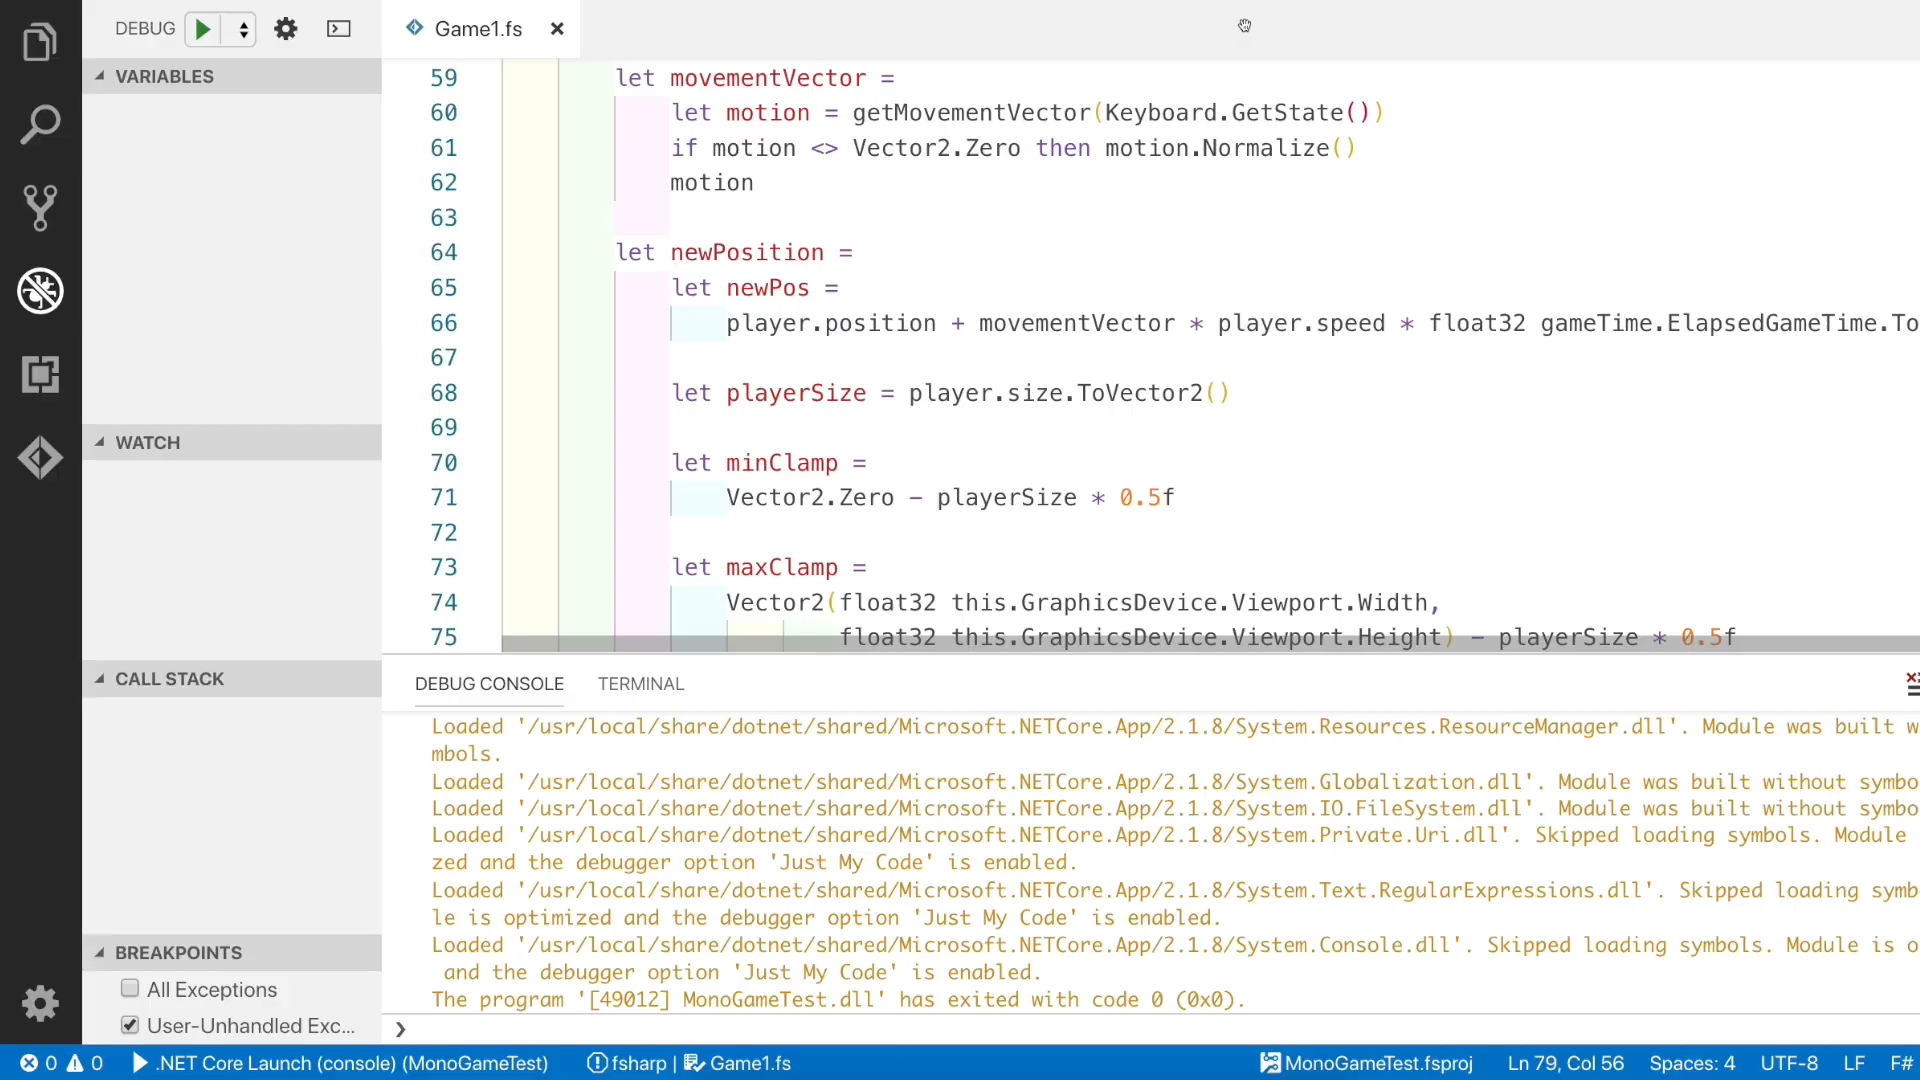 DEBUG
Game1.fs
VARIABLES
WATCH
CALL STACK
BREAKPOINTS
All Exceptions
User-Unhandled Exc...
59 let movementVector =
60 let motion = getMovementVector(Keyboard.GetState())
61 if motion <> Vector2.Zero then motion.Normalize()
62 motion
63
64 let newPosition =
65 let newPos =
66 player.position + movementVector * player.speed * float32 gameTime.ElapsedGameTime.To
67
68 let playerSize = player.size.ToVector2()
69
70 let minClamp =
71 Vector2.Zero - playerSize * 0.5f
72
73 let maxClamp =
74 Vector2(float32 this.GraphicsDevice.Viewport.Width,
75 float32 this.GraphicsDevice.Viewport.Height) - playerSize * 0.5f
DEBUG CONSOLE TERMINAL
Loaded '/usr/local/share/dotnet/shared/Microsoft.NETCore.App/2.1.8/System.Resources.ResourceManager.dll'. Module was built w
mbols.
Loaded '/usr/local/share/dotnet/shared/Microsoft.NETCore.App/2.1.8/System.Globalization.dll'. Module was built without symbo
Loaded '/usr/local/share/dotnet/shared/Microsoft.NETCore.App/2.1.8/System.IO.FileSystem.dll'. Module was built without symbo
Loaded '/usr/local/share/dotnet/shared/Microsoft.NETCore.App/2.1.8/System.Private.Uri.dll'. Skipped loading symbols. Module
zed and the debugger option 'Just My Code' is enabled.
Loaded '/usr/local/share/dotnet/shared/Microsoft.NETCore.App/2.1.8/System.Text.RegularExpressions.dll'. Skipped loading symb
le is optimized and the debugger option 'Just My Code' is enabled.
Loaded '/usr/local/share/dotnet/shared/Microsoft.NETCore.App/2.1.8/System.Console.dll'. Skipped loading symbols. Module is o
and the debugger option 'Just My Code' is enabled.
The program '[49012] MonoGameTest.dll' has exited with code 0 (0x0).
0 0 .NET Core Launch (console) (MonoGameTest) fsharp | Game1.fs MonoGameTest.fsproj Ln 79, Col 56 Spaces: 4 UTF-8 LF F#